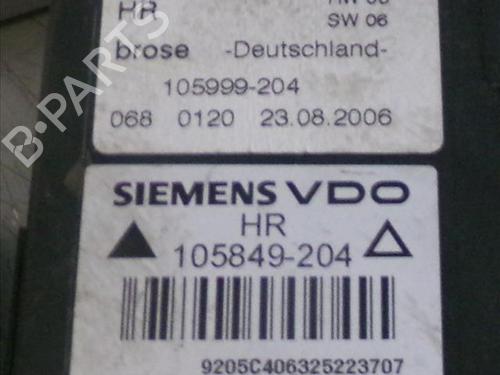 HR
SW 06
brose -Deutschland-
105999-204
068 0120 23.08.2006
SIEMENS VDO
HR
105849-204
9205C406325223707
B-PARTS